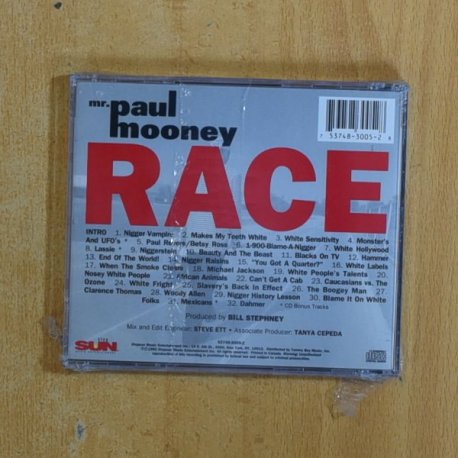 mr. paul
mooney
RACE
7 53748-3005-2 8
INTRO 1. Nigger Vampire 2. Makes My Teeth White 3. White Sensitivity 4. Monster's
And UFO's * 5. Paul Revere/Betsy Ross 6. 1-900-Blame-A-Nigger 7. White Hollywood
8. Lassie * 9. Niggerstein 10. Beauty And The Beast 11. Blacks On TV 12. Hammer
13. End Of The World! 14. Nigger Raisins 15. "You Got A Quarter?" 16. White Labels
17. When The Smoke Clears 18. Michael Jackson 19. White People's Talents 20.
Nosey White People 21. African Animals 22. Can't Get A Cab 23. Caucasians vs. The
Ozone 24. White Fright 25. Slavery's Back In Effect 26. The Boogey Man 27.
Clarence Thomas 28. Woody Allen 29. Nigger History Lesson 30. Blame It On White
Folks 31. Mexicans * 32. Dahmer * CD Bonus Tracks
Produced by BILL STEPHNEY
Mix and Edit Engineer: STEVE ETT • Associate Producer: TANYA CEPEDA
STEP
SUN